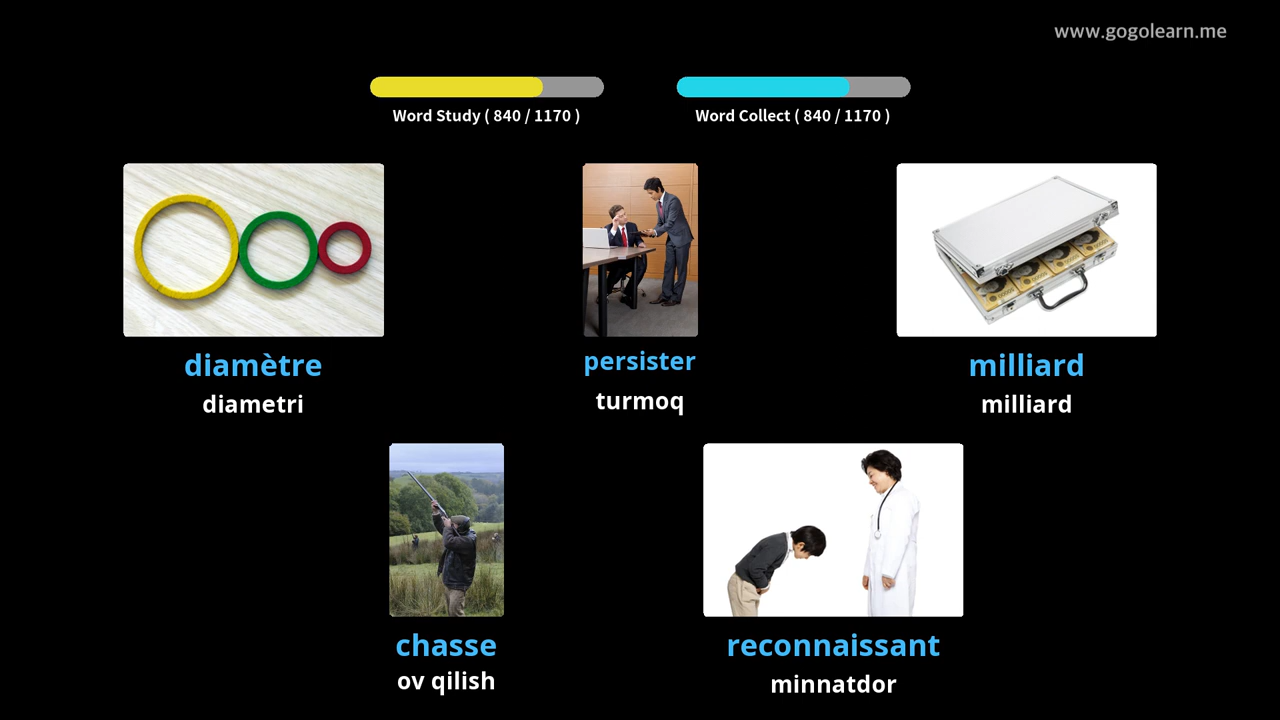 www.gogolearn.me
Word Study ( 840 / 1170 )
Word Collect ( 840 / 1170 )
diamètre
diametri
persister
turmoq
milliard
milliard
chasse
ov qilish
reconnaissant
minnatdor